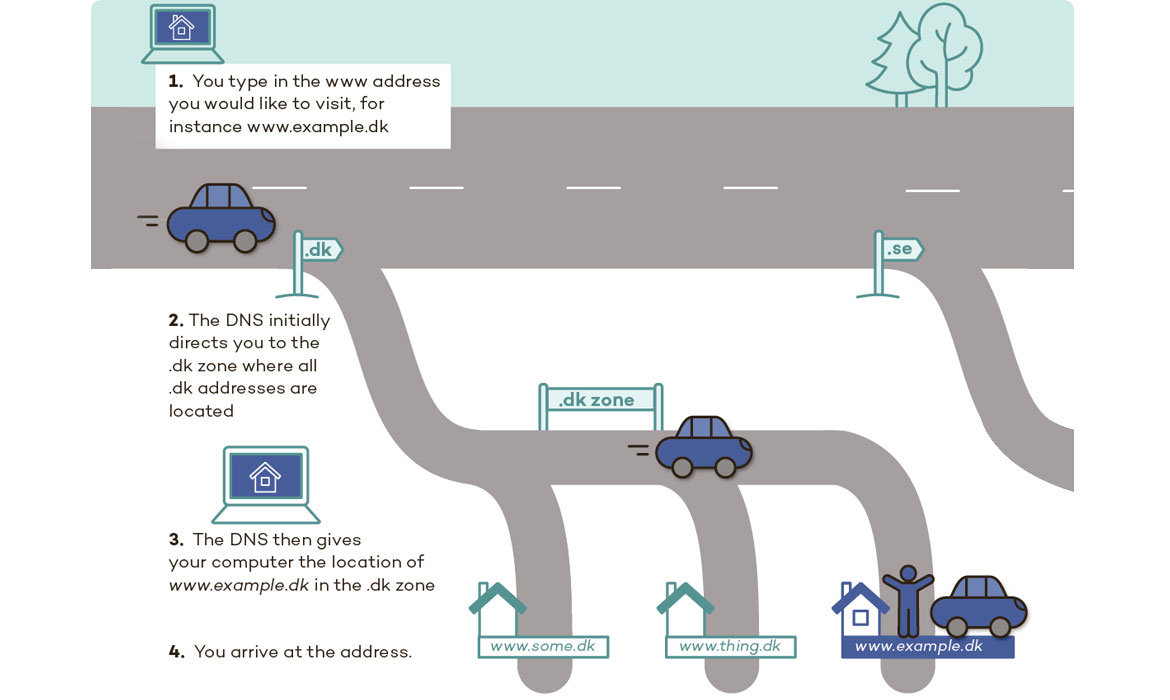 1. You type in the www address
you would like to visit, for
instance www.example.dk
.dk
.se
2. The DNS initially
directs you to the
.dk zone where all
.dk addresses are
located
.dk zone
3. The DNS then gives
your computer the location of
www.example.dk in the .dk zone
www.some.dk
www.thing.dk
www.example.dk
4. You arrive at the address.